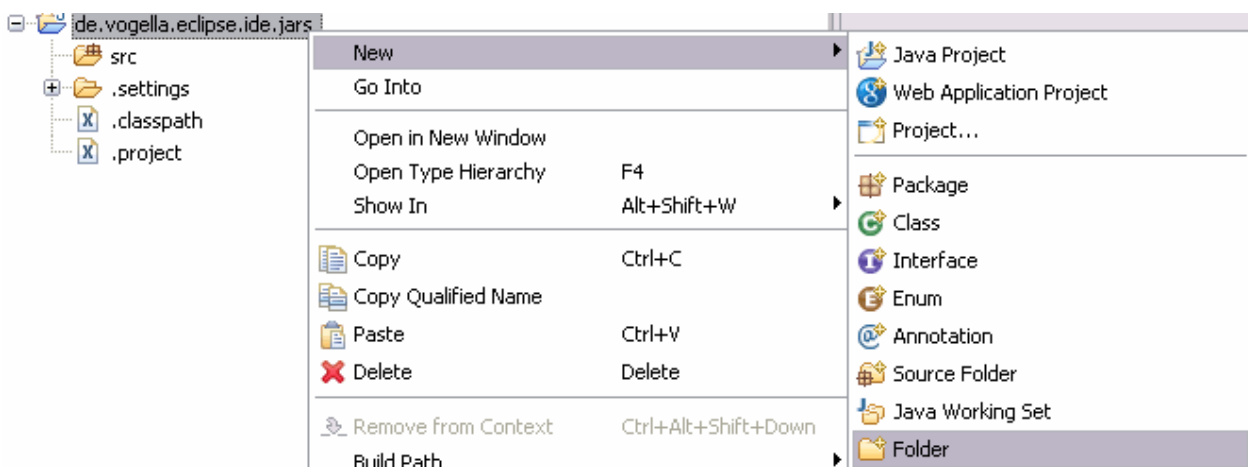 de.vogella.eclipse.ide.jars
src
.settings
.classpath
.project
New
Go Into
Open in New Window
Open Type Hierarchy F4
Show In Alt+Shift+W
Copy Ctrl+C
Copy Qualified Name
Paste Ctrl+V
Delete Delete
Remove from Context Ctrl+Alt+Shift+Down
Build Path
Java Project
Web Application Project
Project...
Package
Class
Interface
Enum
Annotation
Source Folder
Java Working Set
Folder